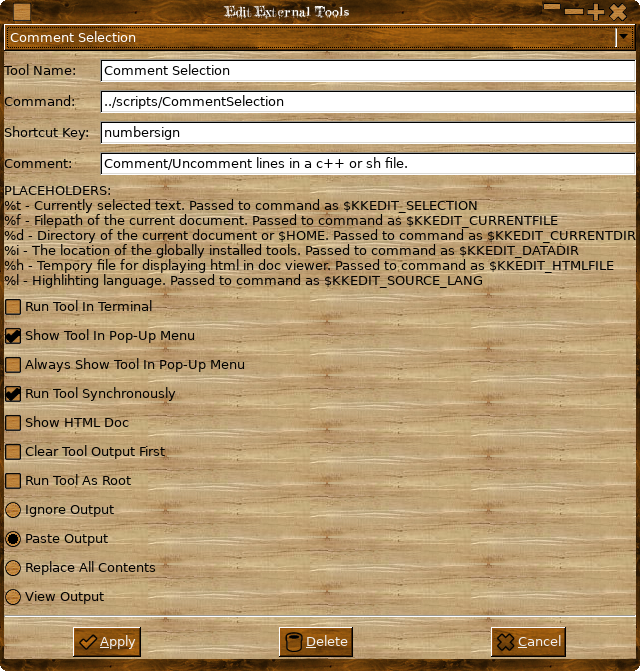 Edit External Tools
Comment Selection
Tool Name: Comment Selection
Command: ../scripts/CommentSelection
Shortcut Key: numbersign
Comment: Comment/Uncomment lines in a c++ or sh file.
PLACEHOLDERS:
%t - Currently selected text. Passed to command as $KKEDIT_SELECTION
%f - Filepath of the current document. Passed to command as $KKEDIT_CURRENTFILE
%d - Directory of the current document or $HOME. Passed to command as $KKEDIT_CURRENTDIR
%i - The location of the globally installed tools. Passed to command as $KKEDIT_DATADIR
%h - Tempory file for displaying html in doc viewer. Passed to command as $KKEDIT_HTMLFILE
%l - Highlihting language. Passed to command as $KKEDIT_SOURCE_LANG
Run Tool In Terminal
Show Tool In Pop-Up Menu
Always Show Tool In Pop-Up Menu
Run Tool Synchronously
Show HTML Doc
Clear Tool Output First
Run Tool As Root
Ignore Output
Paste Output
Replace All Contents
View Output
Apply Delete Cancel